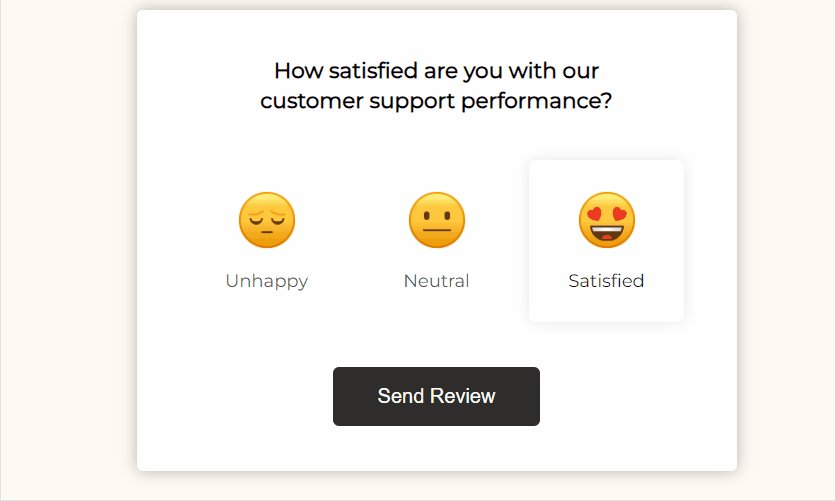 How satisfied are you with our
customer support performance?
Unhappy
Neutral
Satisfied
Send Review